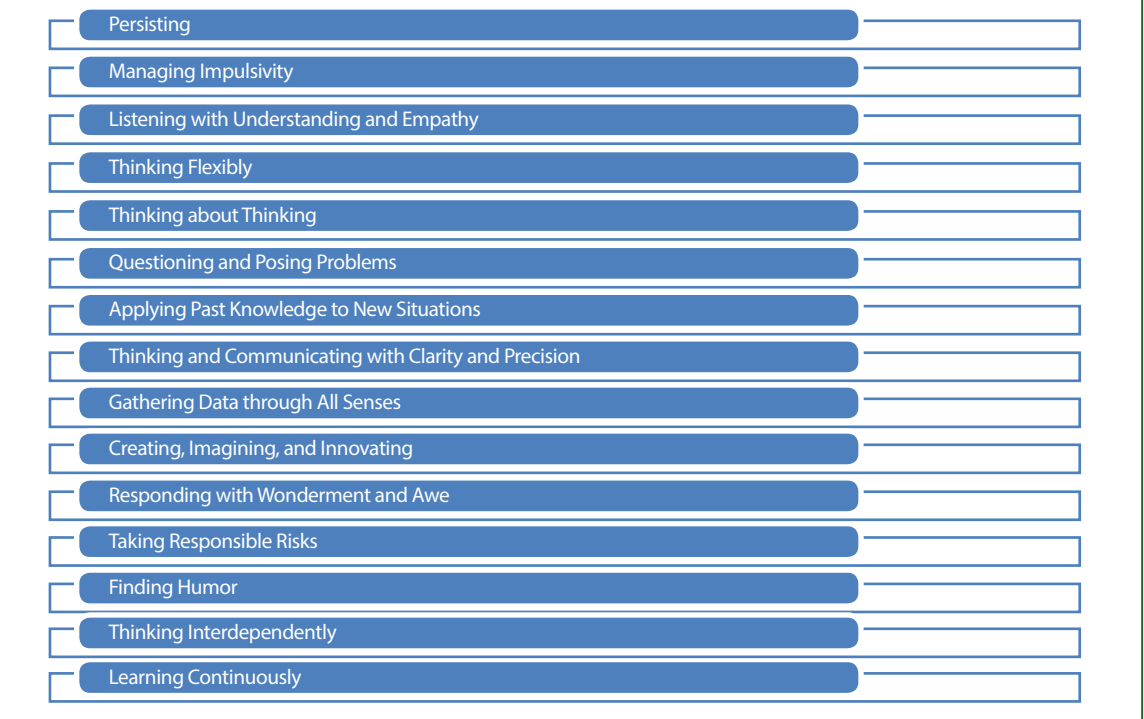 Persisting
Managing Impulsivity
Listening with Understanding and Empathy
Thinking Flexibly
Thinking about Thinking
Questioning and Posing Problems
Applying Past Knowledge to New Situations
Thinking and Communicating with Clarity and Precision
Gathering Data through All Senses
Creating, Imagining, and Innovating
Responding with Wonderment and Awe
Taking Responsible Risks
Finding Humor
Thinking Interdependently
Learning Continuously